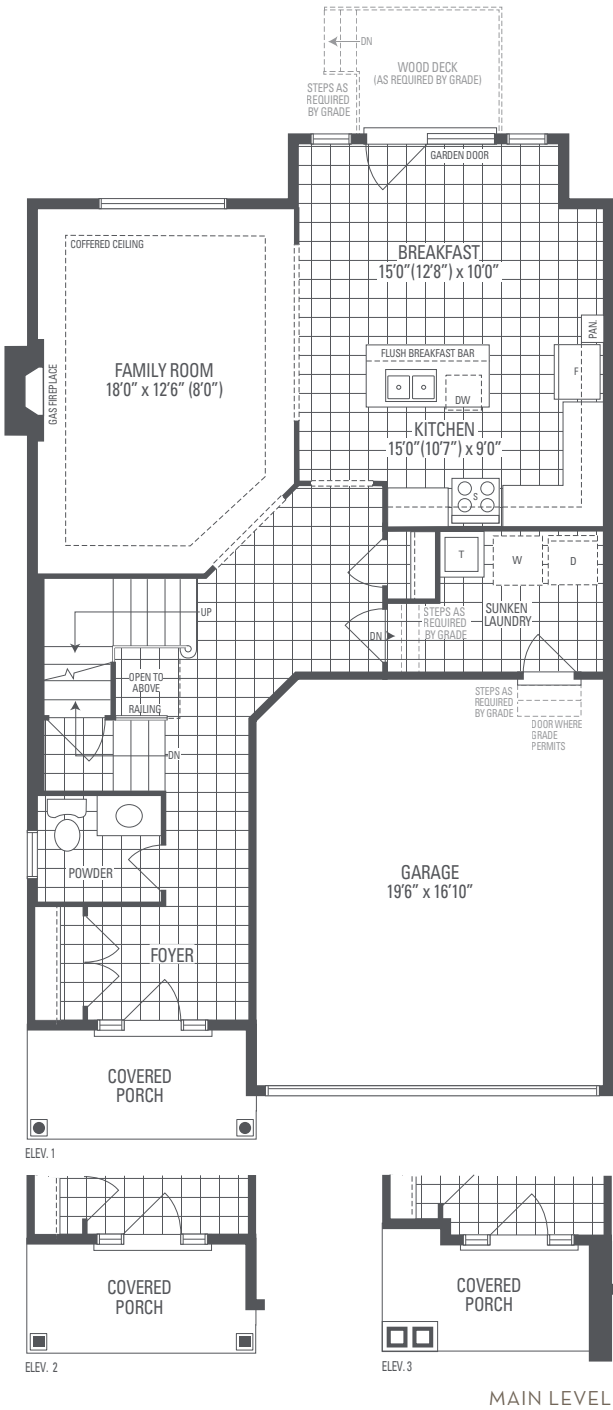 DN
WOOD DECK
(AS REQUIRED BY GRADE)
STEPS AS
REQUIRED
BY GRADE
GARDEN DOOR
COFFERED CEILING
BREAKFAST
15'0"(12'8") x 10'0"
PAN.
FLUSH BREAKFAST BAR
F
GAS FIREPLACE
FAMILY ROOM
18'0" x 12'6" (8'0")
DW
KITCHEN
15'0"(10'7") x 9'0"
S
T
W
D
UP
STEPS AS
REQUIRED
BY GRADE
SUNKEN
LAUNDRY
DN
OPEN TO
ABOVE
RAILING
STEPS AS
REQUIRED
BY GRADE
DOOR WHERE
GRADE
PERMITS
DN
POWDER
GARAGE
19'6" x 16'10"
FOYER
COVERED
PORCH
ELEV. 1
COVERED
PORCH
ELEV. 2
COVERED
PORCH
ELEV. 3
MAIN LEVEL